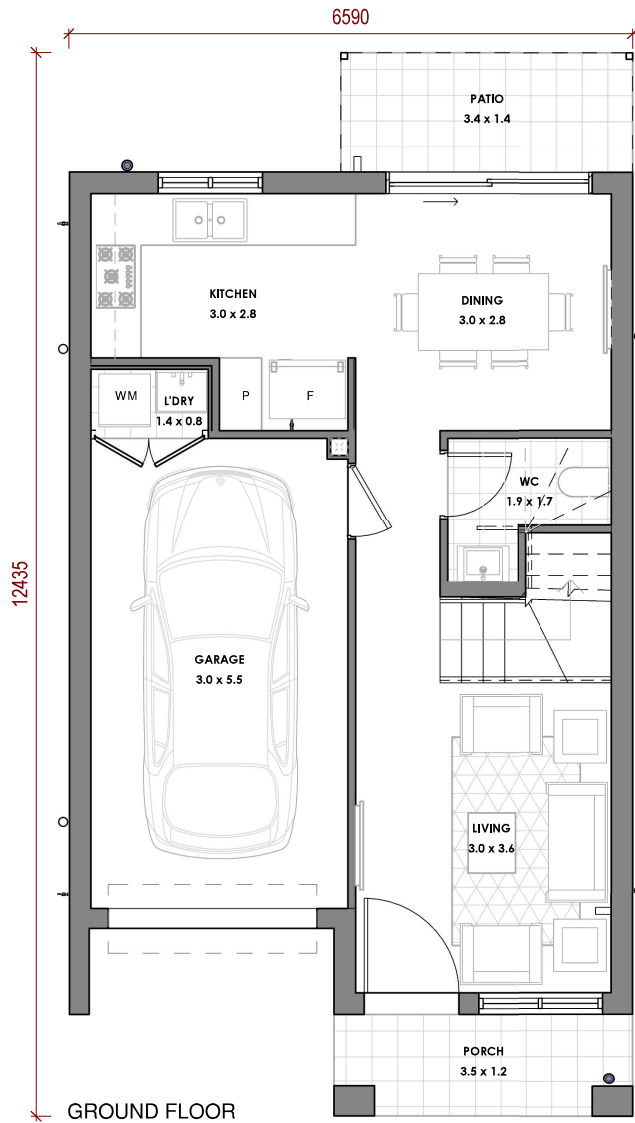 6590
PATIO
3.4 x 1.4
KITCHEN
3.0 x 2.8
DINING
3.0 x 2.8
WM
L'DRY
1.4 x 0.8
P
F
WC
1.9 x 1.7
12435
GARAGE
3.0 x 5.5
LIVING
3.0 x 3.6
PORCH
3.5 x 1.2
GROUND FLOOR